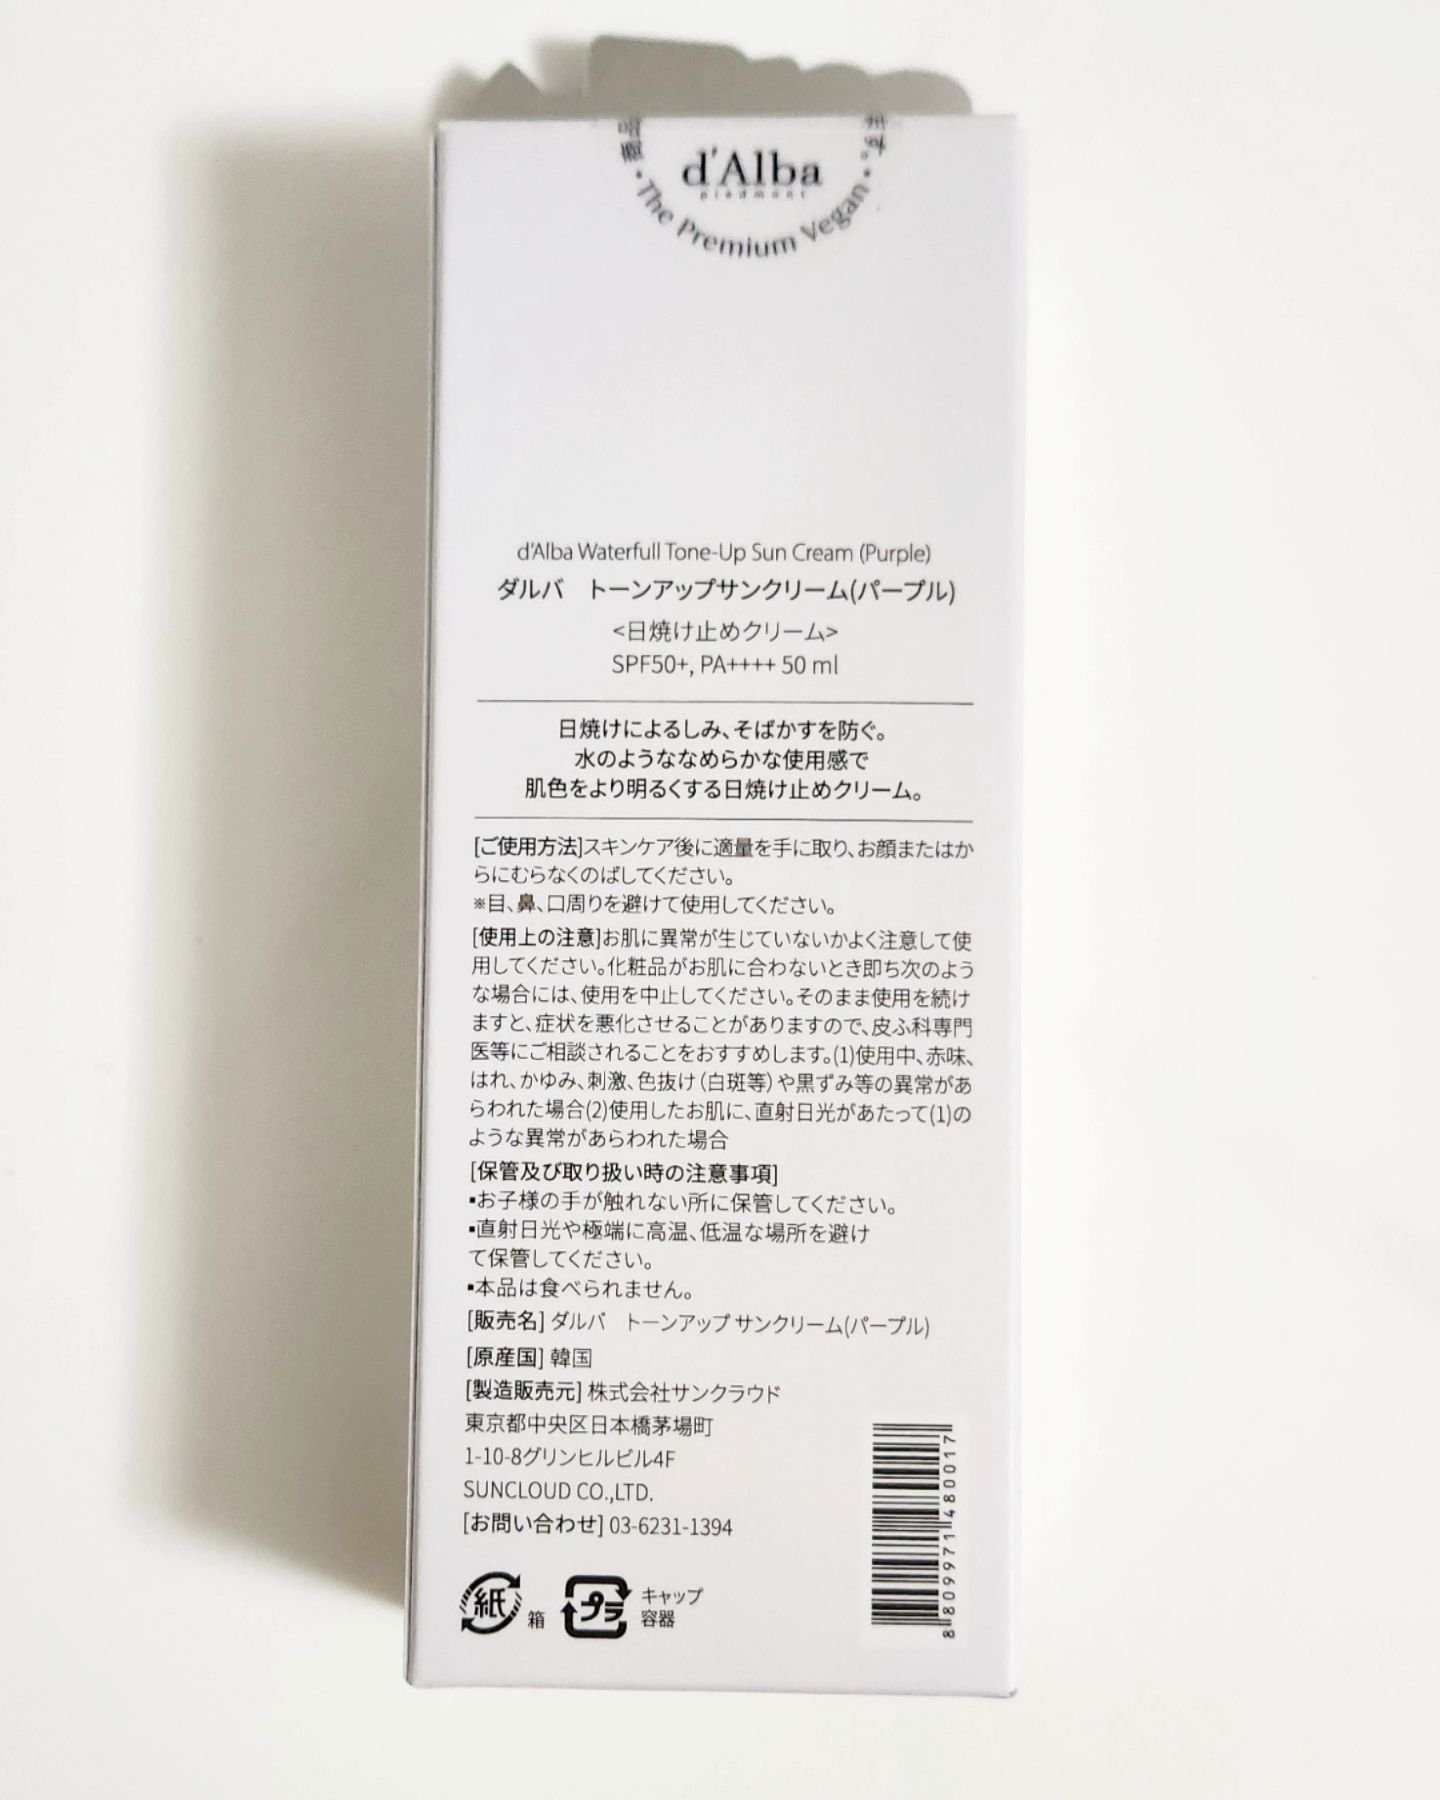 d'Alba
piedmont
• The Premium Vegan •
ます。
d'Alba Waterfull Tone-Up Sun Cream (Purple)
ダルバ　トーンアップサンクリーム(パープル)
<日焼け止めクリーム>
SPF50+, PA++++ 50 ml
日焼けによるしみ、そばかすを防ぐ。
水のようななめらかな使用感で
肌色をより明るくする日焼け止めクリーム。
[ご使用方法]スキンケア後に適量を手に取り、お顔またはか
らにむらなくのばしてください。
※目、鼻、口周りを避けて使用してください。
[使用上の注意]お肌に異常が生じていないかよく注意して使
用してください。化粧品がお肌に合わないとき即ち次のよう
な場合には、使用を中止してください。そのまま使用を続け
ますと、症状を悪化させることがありますので、皮ふ科専門
医等にご相談されることをおすすめします。(1)使用中、赤味、
はれ、かゆみ、刺激、色抜け(白斑等)や黒ずみ等の異常があ
らわれた場合(2)使用したお肌に、直射日光があたって(1)の
ような異常があらわれた場合
[保管及び取り扱い時の注意事項]
▪お子様の手が触れない所に保管してください。
▪直射日光や極端に高温、低温な場所を避け
て保管してください。
▪本品は食べられません。
[販売名] ダルバ　トーンアップ サンクリーム(パープル)
[原産国] 韓国
[製造販売元] 株式会社サンクラウド
東京都中央区日本橋茅場町
1-10-8グリンヒルビル4F
SUNCLOUD CO.,LTD.
[お問い合わせ] 03-6231-1394
紙 箱
プラ キャップ
容器
8809971480017